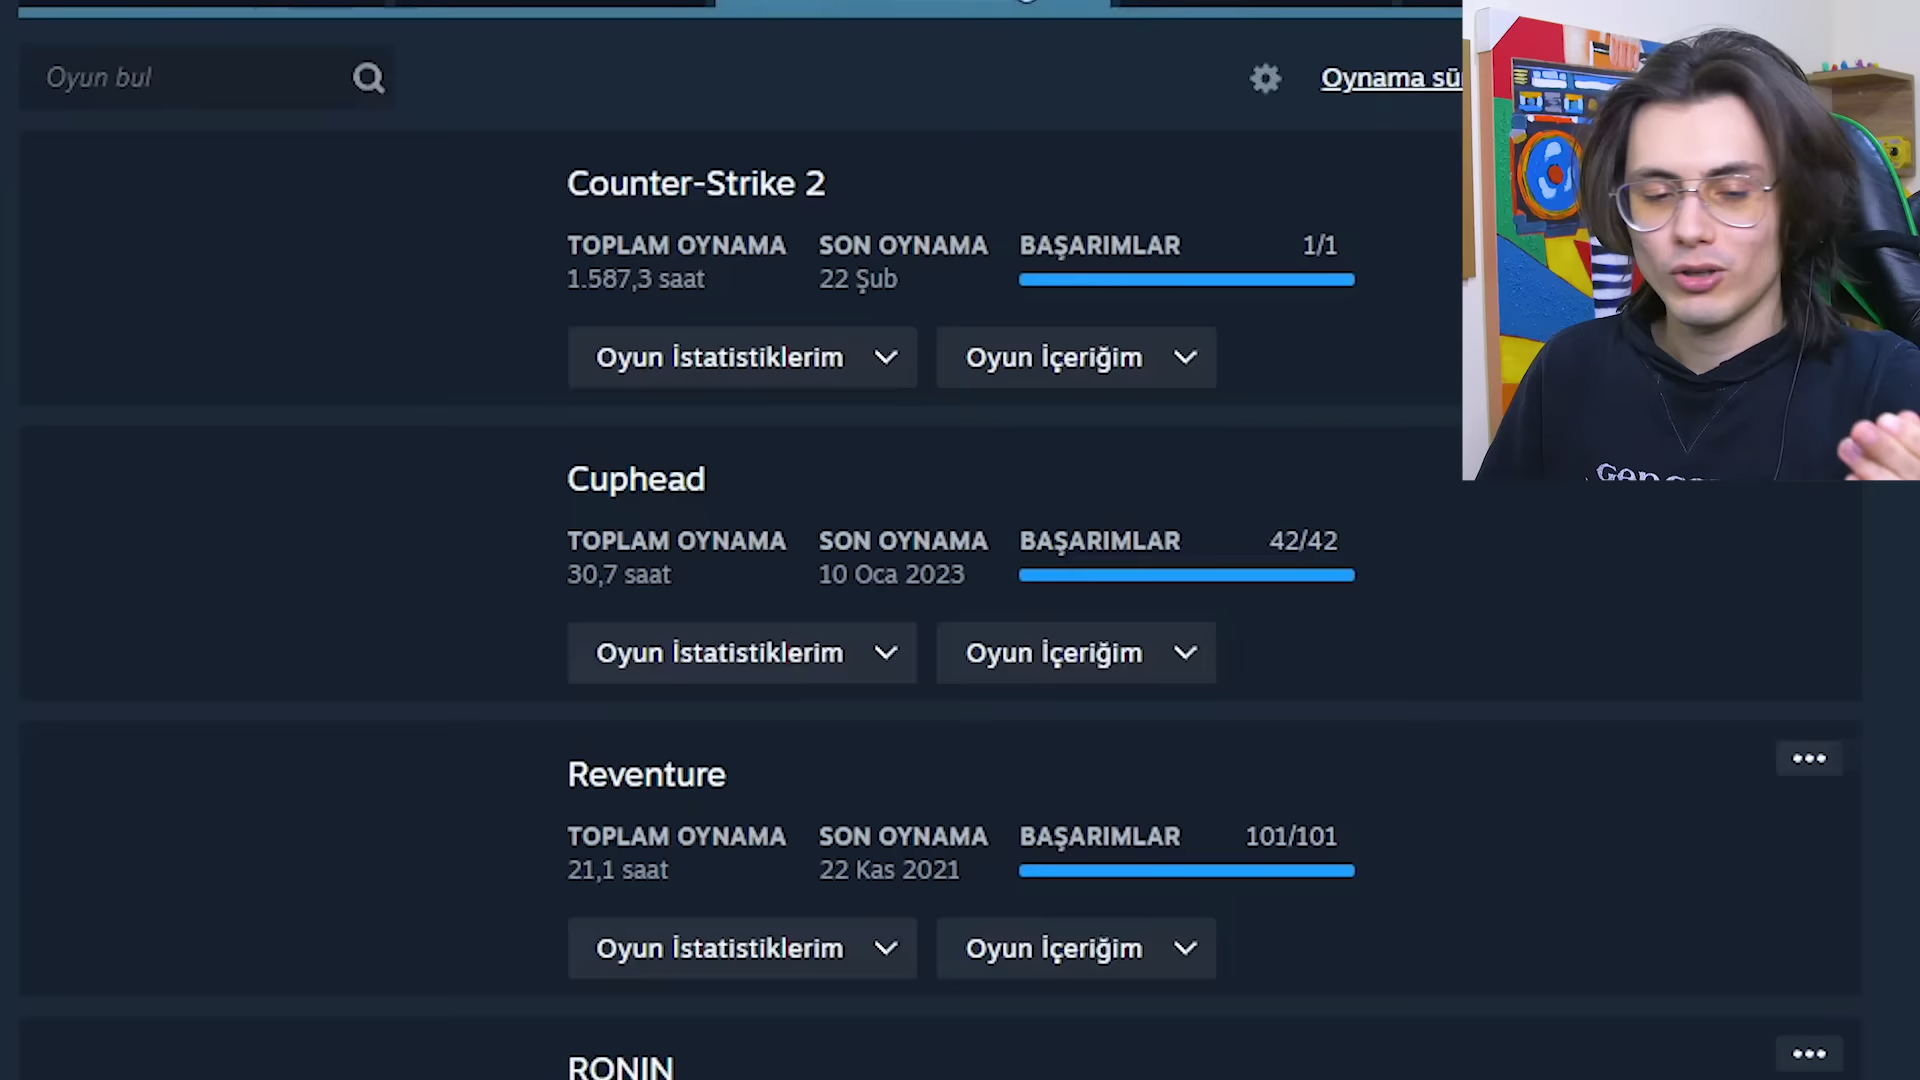 Oyun bul
Oynama sü
Counter-Strike 2
TOPLAM OYNAMA SON OYNAMA BAŞARIMLAR 1/1
1.587,3 saat 22 Şub
Oyun İstatistiklerim Oyun İçeriğim
Cuphead
TOPLAM OYNAMA SON OYNAMA BAŞARIMLAR 42/42
30,7 saat 10 Oca 2023
Oyun İstatistiklerim Oyun İçeriğim
Reventure
TOPLAM OYNAMA SON OYNAMA BAŞARIMLAR 101/101
21,1 saat 22 Kas 2021
Oyun İstatistiklerim Oyun İçeriğim
RONIN